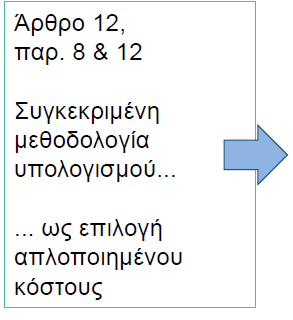 Άρθρο 12,
παρ. 8 & 12
Συγκεκριμένη
μεθοδολογία
υπολογισμού...
... ως επιλογή
απλοποιημένου
κόστους